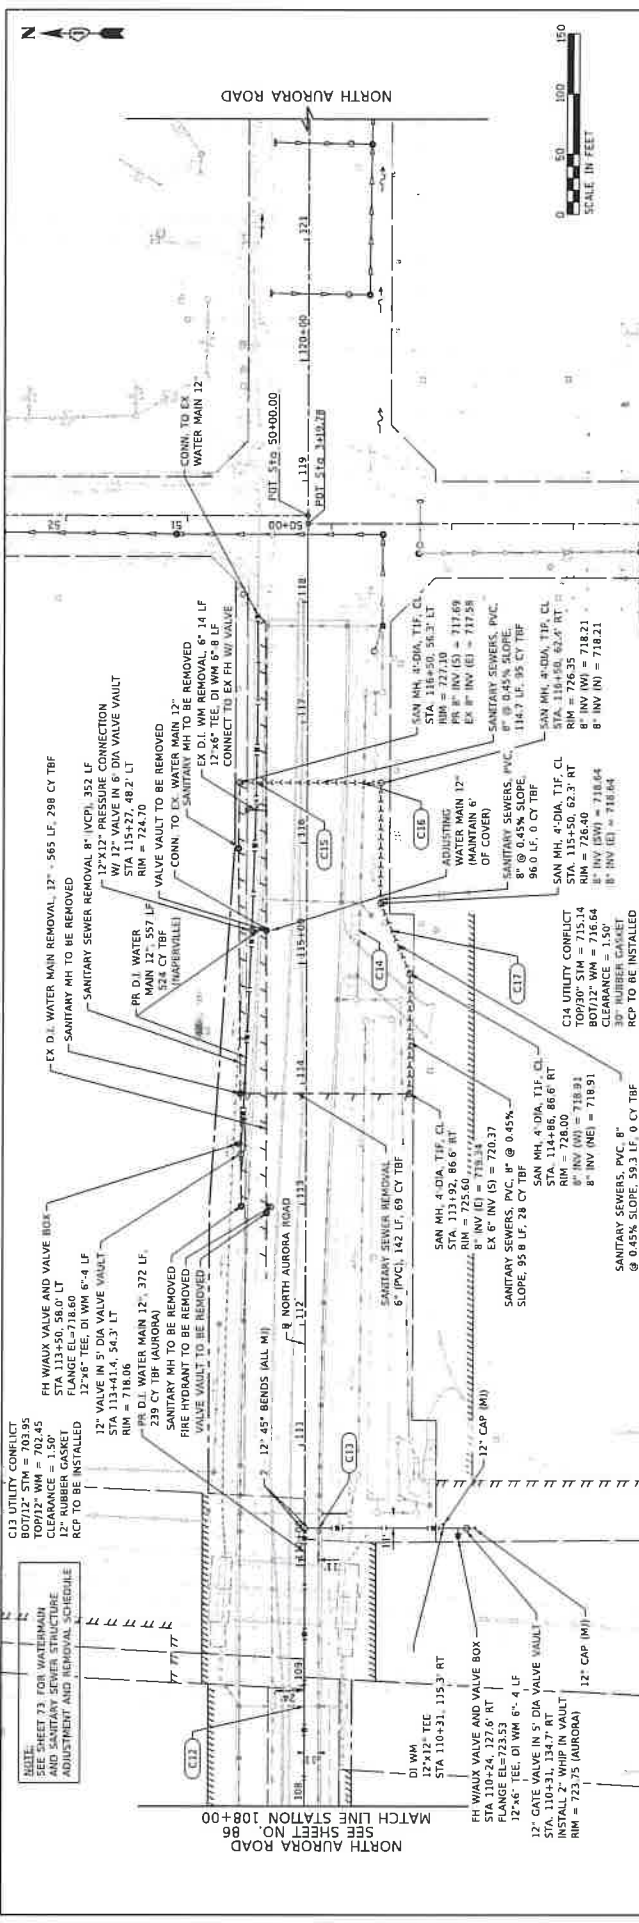 NOTE:
SEE SHEET 73 FOR WATERMAIN
AND SANITARY SEWER STRUCTURE
ADJUSTMENT AND REMOVAL SCHEDULE
C13 UTILITY CONFLICT
BOT/12" STM = 703.95
TOP/12" WM = 702.45
CLEARANCE = 1.50'
12" RUBBER GASKET
RCP TO BE INSTALLED
FH W/AUX VALVE AND VALVE BOX
STA 113+50, 58.0' LT
FLANGE EL=718.60
12"x6" TEE, DI WM 6"-4 LF
12" VALVE IN 5' DIA VALVE VAULT
STA 113+41.4, 54.3' LT
RIM = 718.06
PR D.I. WATER MAIN 12", 372 LF,
239 CY TBF (AURORA)
SANITARY MH TO BE REMOVED
FIRE HYDRANT TO BE REMOVED
VALVE VAULT TO BE REMOVED
12" 45° BENDS (ALL MJ)
EX D.I. WATER MAIN REMOVAL, 12" - 565 LF, 298 CY TBF
SANITARY MH TO BE REMOVED
SANITARY SEWER REMOVAL 8" (VCP), 352 LF
12"X12" PRESSURE CONNECTION
W/ 12" VALVE IN 6' DIA VALVE VAULT
STA 115+27, 48.2' LT
RIM = 724.70
PR D.I. WATER
MAIN 12", 557 LF
524 CY TBF
(NAPERVILLE)
VALVE VAULT TO BE REMOVED
CONN. TO EX WATER MAIN 12"
SANITARY MH TO BE REMOVED
EX D.I. WM REMOVAL, 6" 14 LF
12"x6" TEE, DI WM 6"-8 LF
CONNECT TO EX FH W/ VALVE
CONN. TO EX
WATER MAIN 12"
POT Sta 50+00.00
POT Sta 3+19.78
NORTH AURORA ROAD
N
0 50 100 150
SCALE IN FEET
NORTH AURORA ROAD
SEE SHEET NO. 86
MATCH LINE STATION 108+00
108
109
111
112
113
114
115+00
116
117
118
119
120+00
121
50+00
51
52
B NORTH AURORA ROAD
C12
C13
C14
C15
C16
C17
24'
11'
11'
DI WM
12"x12" TEE
STA 110+31, 115.3' RT
FH W/AUX VALVE AND VALVE BOX
STA 110+24, 127.6' RT
FLANGE EL=723.53
12"x6" TEE, DI WM 6"- 4 LF
12" GATE VALVE IN 5' DIA VALVE VAULT
STA. 110+31, 134.7' RT
INSTALL 2" WHIP IN VAULT
RIM = 723.75 (AURORA)
12" CAP (MJ)
12" CAP (MJ)
SANITARY SEWER REMOVAL
6" (PVC), 142 LF, 69 CY TBF
SAN MH, 4'-DIA, T1F, CL
STA. 113+92, 86.6' RT
RIM = 725.60
8" INV (E) = 719.34
EX 6" INV (S) = 720.37
SANITARY SEWERS, PVC, 8" @ 0.45%
SLOPE, 95.8 LF, 28 CY TBF
SAN MH, 4'-DIA, T1F, CL
STA. 114+86, 86.6' RT
RIM = 728.00
8" INV (W) = 718.91
8" INV (NE) = 718.91
SANITARY SEWERS, PVC, 8"
@ 0.45% SLOPE, 59.3 LF, 0 CY TBF
C14 UTILITY CONFLICT
TOP/30" STM = 715.14
BOT/12" WM = 716.64
CLEARANCE = 1.50'
30" RUBBER GASKET
RCP TO BE INSTALLED
ADJUSTING
WATER MAIN 12"
(MAINTAIN 6'
OF COVER)
SANITARY SEWERS, PVC,
8" @ 0.45% SLOPE,
96.0 LF, 0 CY TBF
SAN MH, 4'-DIA, T1F, CL
STA. 115+50, 62.3' RT
RIM = 726.40
8" INV (SW) = 718.64
8" INV (E) = 718.64
SAN MH, 4'-DIA, T1F, CL
STA. 116+50, 56.3' LT
RIM = 727.10
PR 8" INV (S) = 717.69
EX 8" INV (E) = 717.59
SANITARY SEWERS, PVC,
8" @ 0.45% SLOPE,
114.7 LF, 95 CY TBF
SAN MH, 4'-DIA, T1F, CL
STA. 116+50, 62.4' RT
RIM = 726.35
8" INV (W) = 718.21
8" INV (N) = 718.21